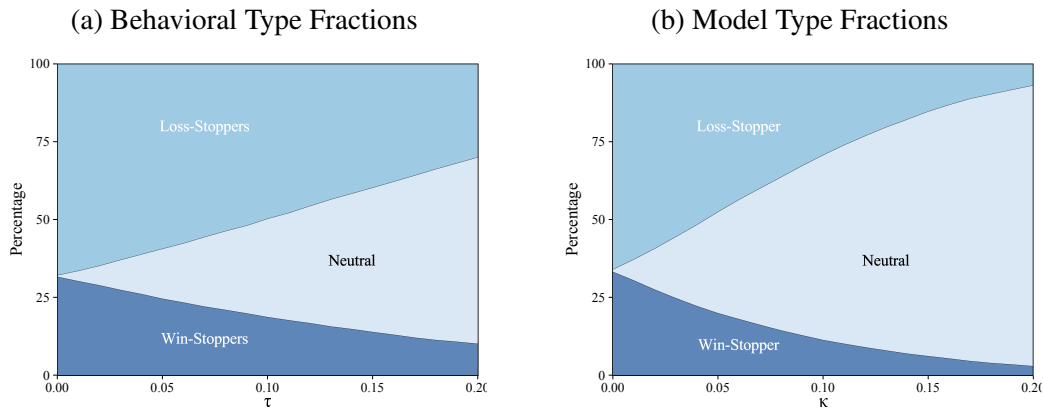 (a) Behavioral Type Fractions
100
75
50
25
0
Percentage
Loss-Stoppers
Neutral
Win-Stoppers
0.00 0.05 0.10 0.15 0.20
τ
(b) Model Type Fractions
100
75
50
25
0
Percentage
Loss-Stopper
Neutral
Win-Stopper
0.00 0.05 0.10 0.15 0.20
κ